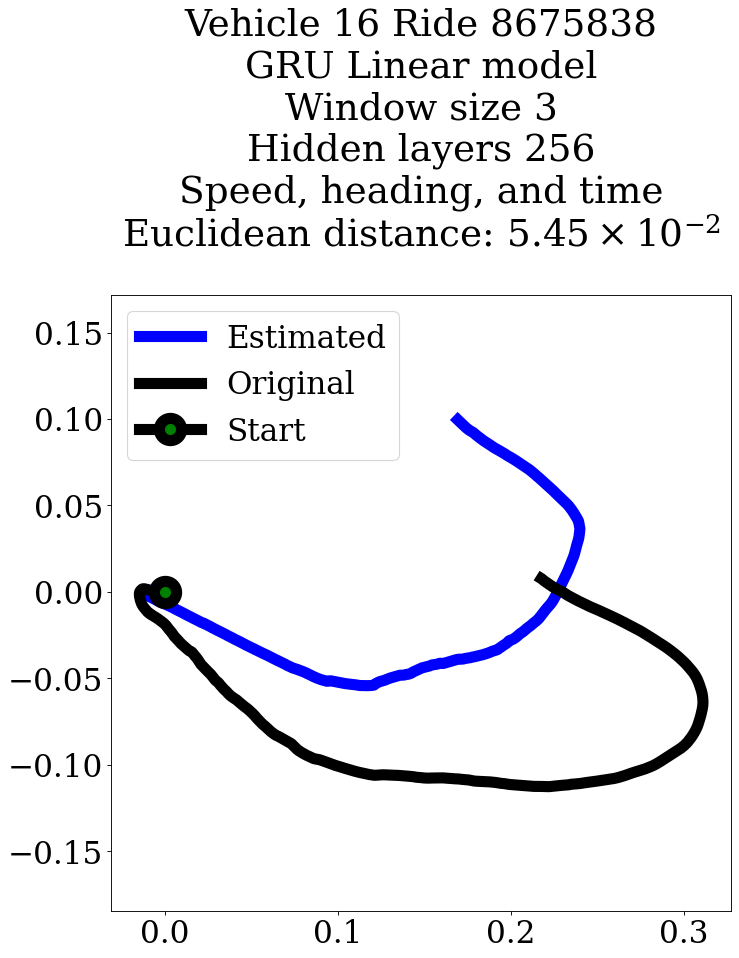 Vehicle 16 Ride 8675838
GRU Linear model
Window size 3
Hidden layers 256
Speed, heading, and time
Euclidean distance: 5.45 × 10⁻²
Estimated
Original
Start
0.15
0.10
0.05
0.00
−0.05
−0.10
−0.15
0.0 0.1 0.2 0.3